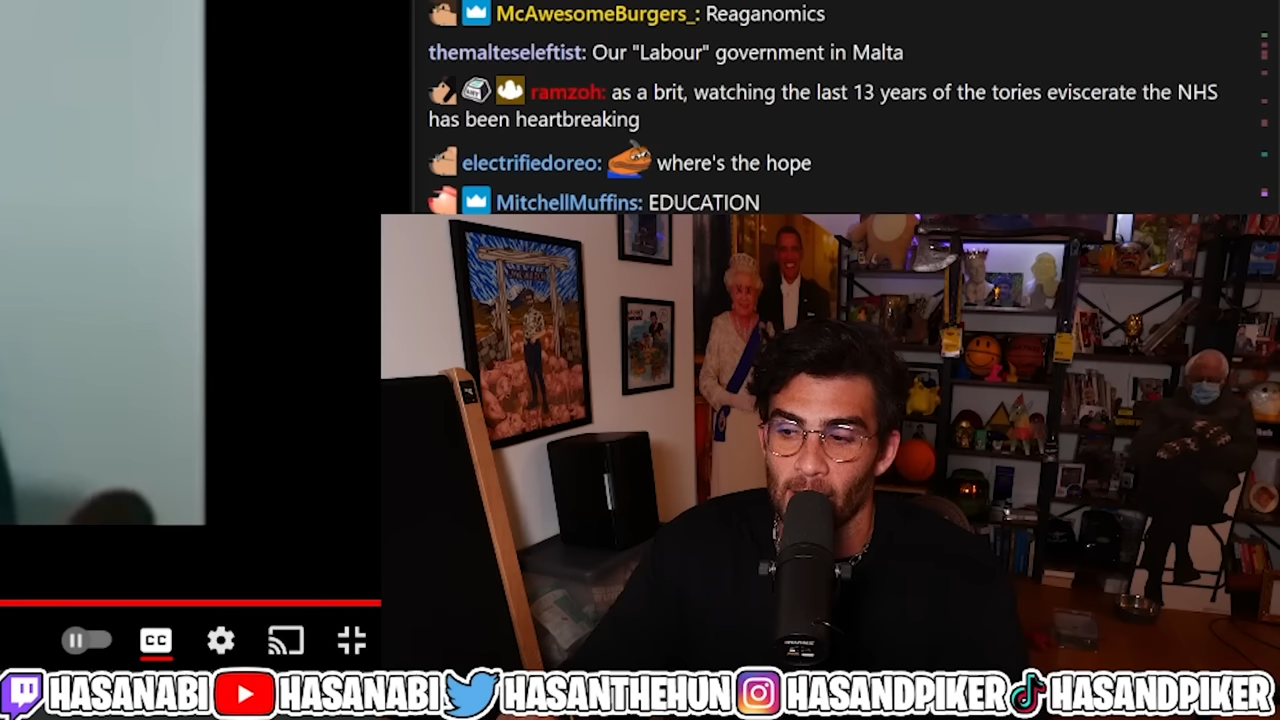 McAwesomeBurgers_: Reaganomics
themalteseleftist: Our "Labour" government in Malta
ramzoh: as a brit, watching the last 13 years of the tories eviscerate the NHS
has been heartbreaking
electrifiedoreo: where's the hope
MitchellMuffins: EDUCATION
CC
HASANABI HASANABI HASANTHEHUN HASANDPIKER HASANDPIKER